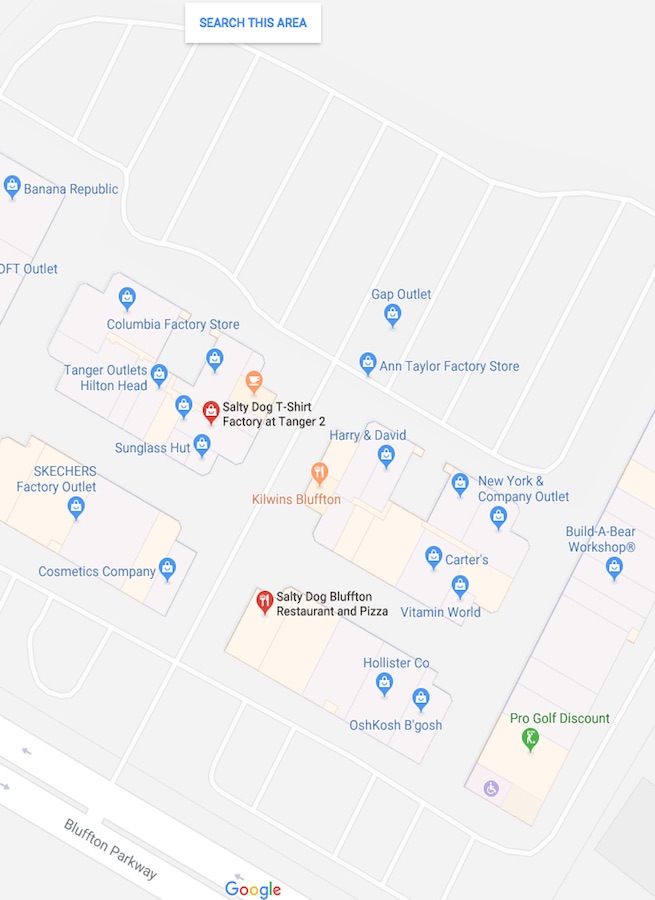 SEARCH THIS AREA
Banana Republic
OFT Outlet
Gap Outlet
Columbia Factory Store
Ann Taylor Factory Store
Tanger Outlets
Hilton Head
Salty Dog T-Shirt
Factory at Tanger 2
Harry & David
Sunglass Hut
SKECHERS
Factory Outlet
New York &
Company Outlet
Kilwins Bluffton
Build-A-Bear
Workshop®
Carter's
Cosmetics Company
Salty Dog Bluffton
Restaurant and Pizza
Vitamin World
Hollister Co
OshKosh B'gosh
Pro Golf Discount
Bluffton Parkway
Google